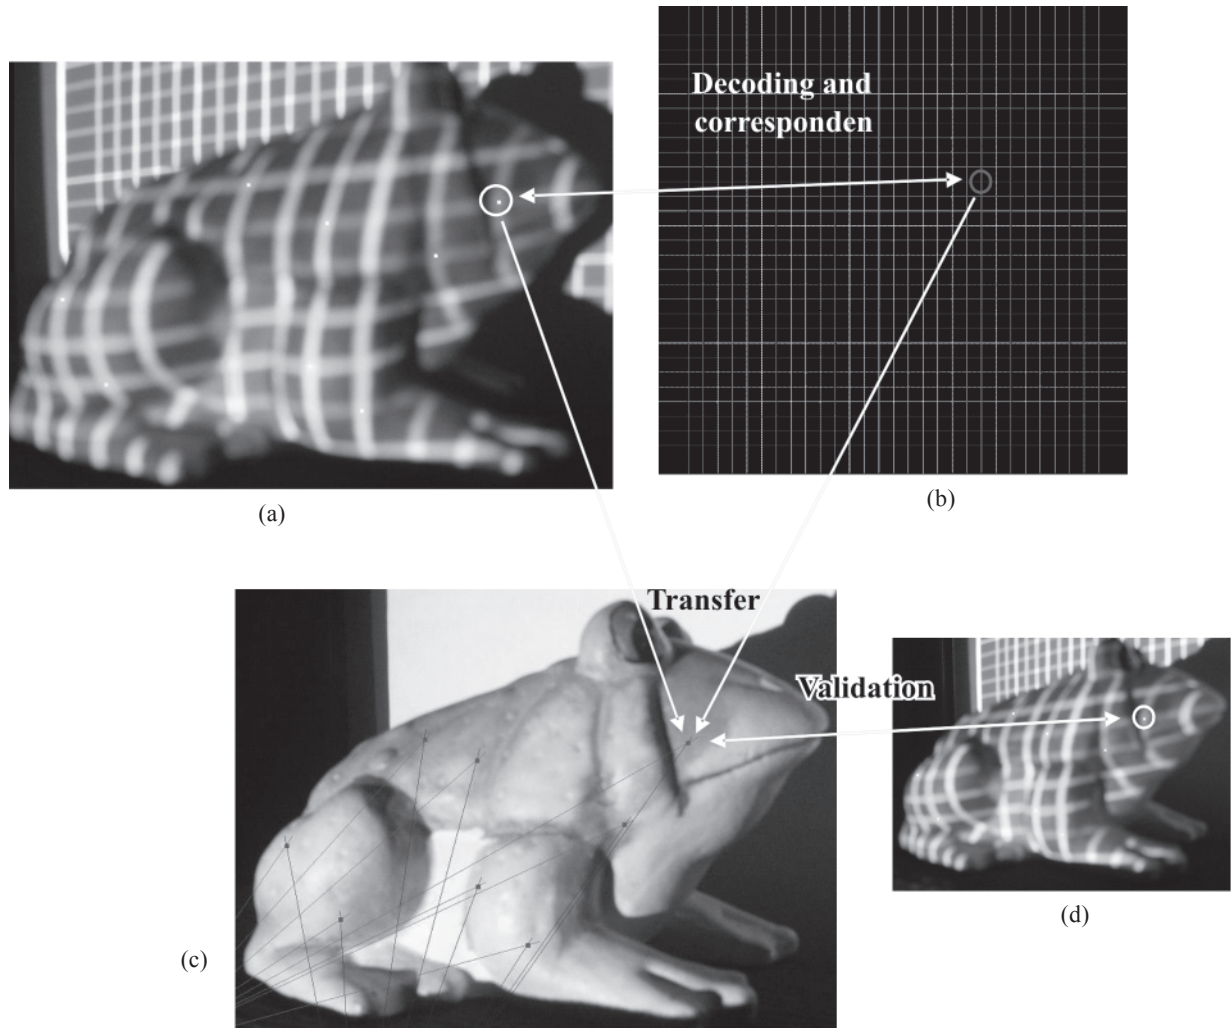 Decoding and
corresponden
(a)
(b)
Transfer
Validation
(c)
(d)